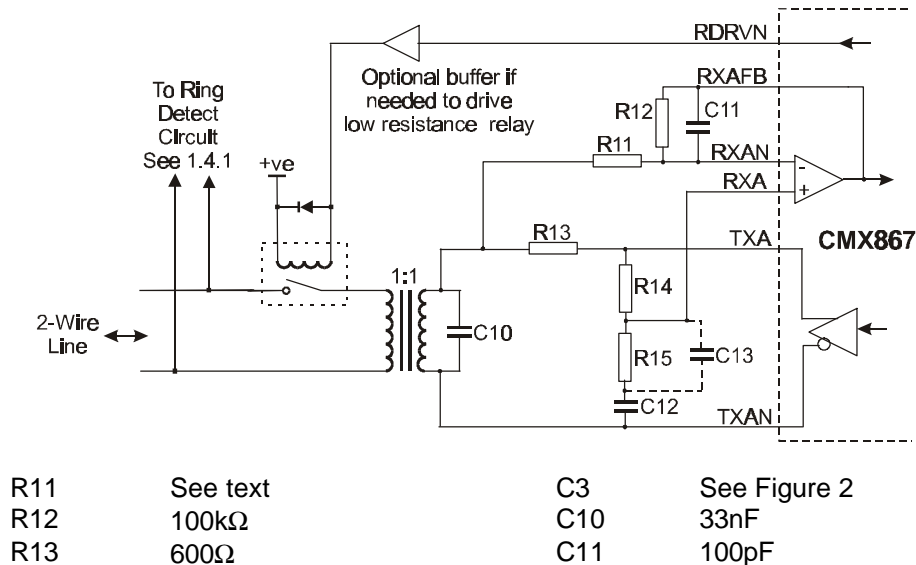 RDRVN
Optional buffer if
needed to drive
low resistance relay
RXAFB
To Ring
Detect
Circuit
See 1.4.1
R12
C11
+ve
R11
RXAN
-
RXA
+
R13
TXA
CMX867
1:1
R14
2-Wire
Line
C10
R15
C13
C12
TXAN
R11 See text C3 See Figure 2
R12 100kΩ C10 33nF
R13 600Ω C11 100pF